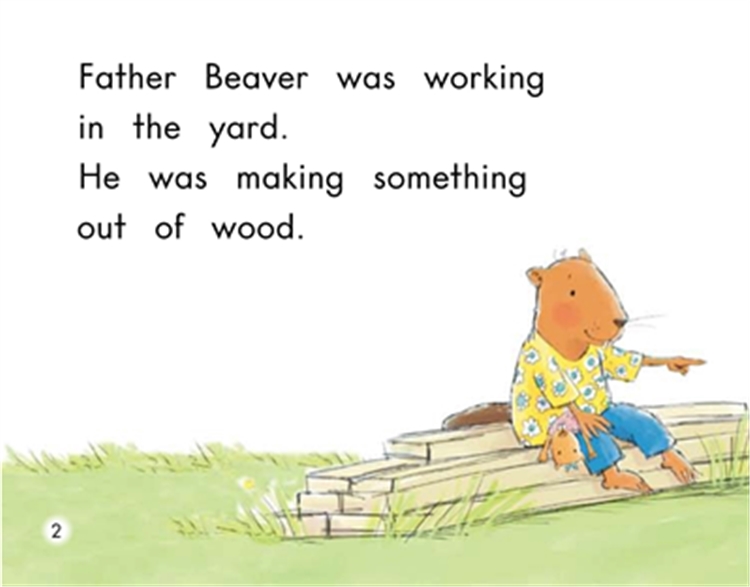 Father Beaver was working
in the yard.
He was making something
out of wood.
2